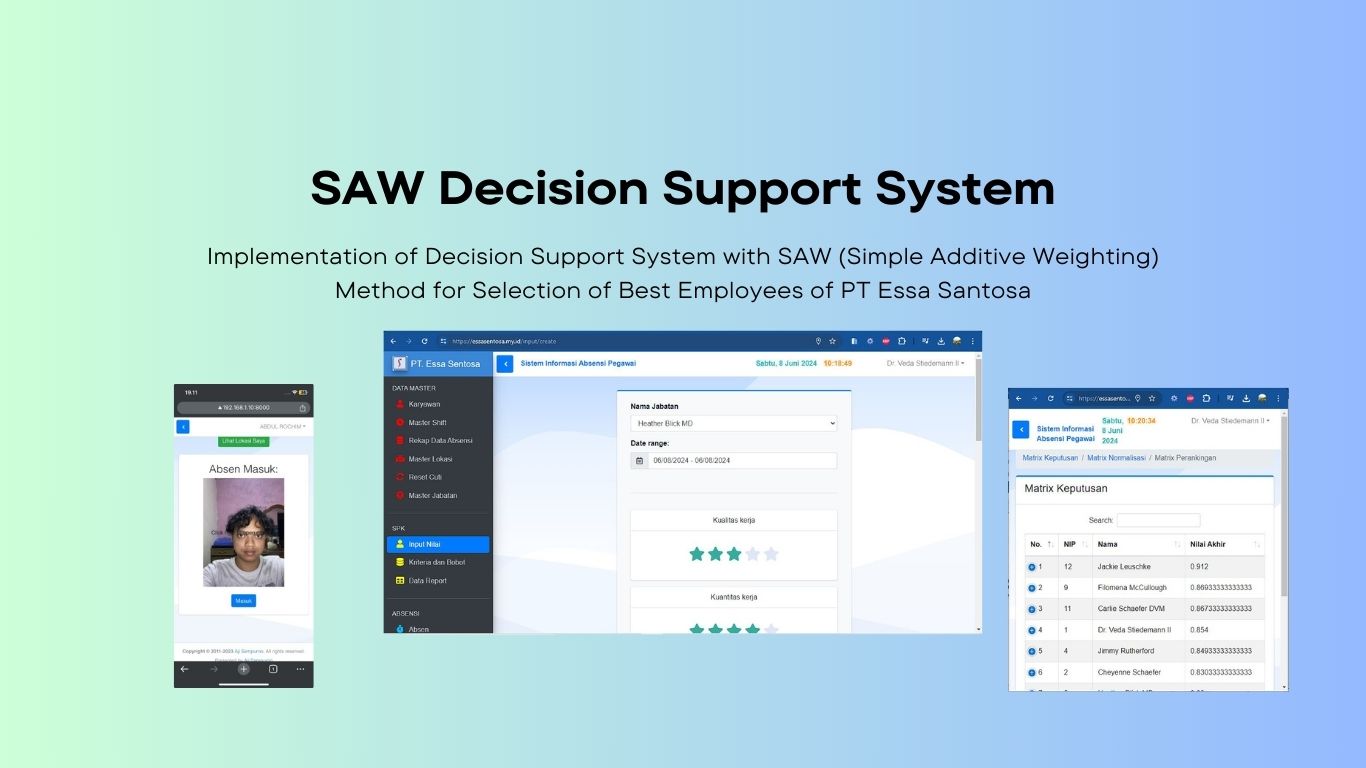 SAW Decision Support System
Implementation of Decision Support System with SAW (Simple Additive Weighting)
Method for Selection of Best Employees of PT Essa Santosa
19.11
192.168.1.10:8000
ABDUL ROCHIM
Lihat Lokasi Saya
Absen Masuk:
Masuk
Copyright © 2011-2023 Aji Sempurno. All rights reserved.
https://essasentosa.my.id/input/create
PT. Essa Sentosa
Sistem Informasi Absensi Pegawai
Sabtu, 8 Juni 2024 10:18:49
Dr. Veda Stiedemann II
DATA MASTER
Karyawan
Master Shift
Rekap Data Absensi
Master Lokasi
Reset Cuti
Master Jabatan
SPK
Input Nilai
Kriteria dan Bobot
Data Report
ABSENSI
Absen
Nama Jabatan
Heather Blick MD
Date range:
06/08/2024 - 06/08/2024
Kualitas kerja
Kuantitas kerja
https://essasento...
Sistem Informasi
Absensi Pegawai
Sabtu, 10:20:34
8 Juni
2024
Dr. Veda Stiedemann II
Matrix Keputusan / Matrix Normalisasi / Matrix Perankingan
Matrix Keputusan
Search:
No. NIP Nama Nilai Akhir
1 12 Jackie Leuschke 0.912
2 9 Filomena McCullough 0.86933333333333
3 11 Carlie Schaefer DVM 0.86733333333333
4 1 Dr. Veda Stiedemann II 0.854
5 4 Jimmy Rutherford 0.84933333333333
6 2 Cheyenne Schaefer 0.83033333333333